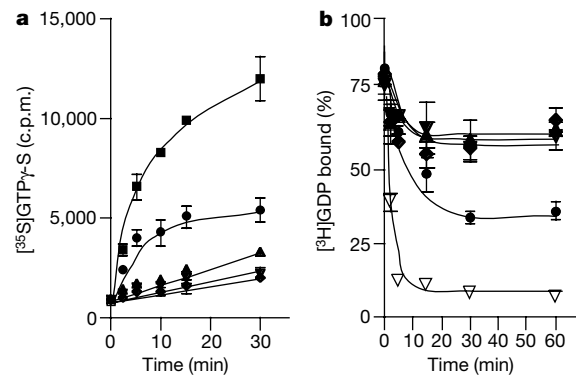 a
[³⁵S]GTPγ-S (c.p.m.)
15,000
10,000
5,000
0
0 10 20 30
Time (min)
b
[³H]GDP bound (%)
100
75
50
25
0
0 10 20 30 40 50 60
Time (min)